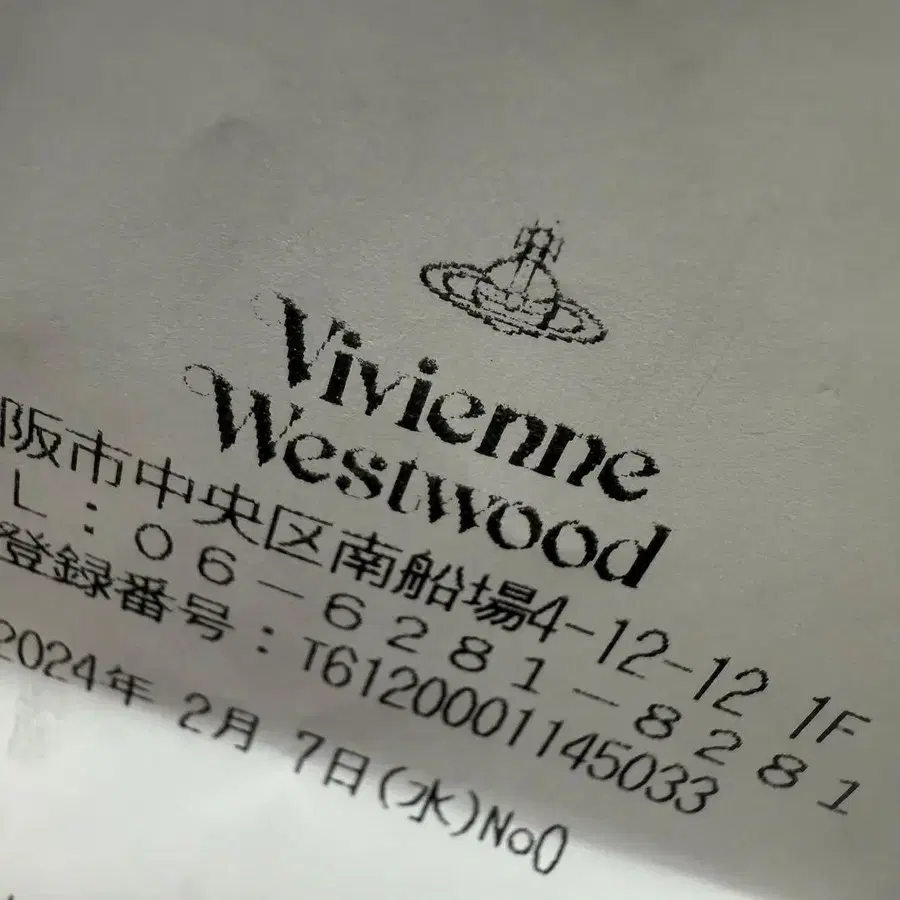 Vivienne
Westwood
阪市中央区南船場4-12-12 1F
L:06-6281-8281
登録番号:T6120001145033
2024年 2月 7日(水)No0